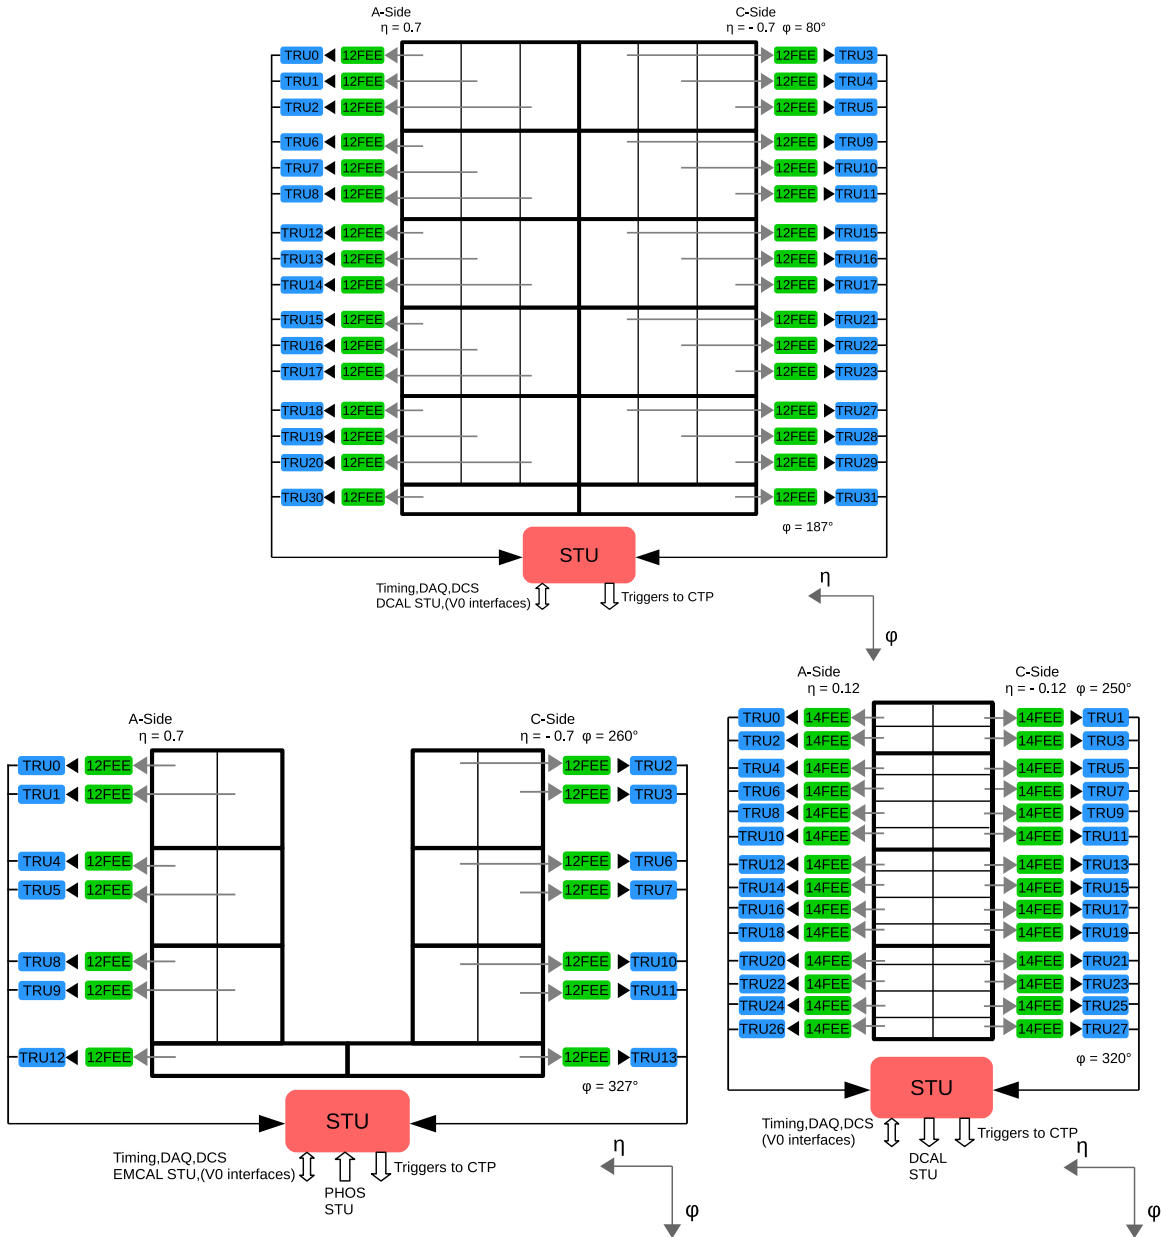 A-Side
η = 0.7
C-Side
η = - 0.7 φ = 80°
TRU0 12FEE 12FEE TRU3
TRU1 12FEE 12FEE TRU4
TRU2 12FEE 12FEE TRU5
TRU6 12FEE 12FEE TRU9
TRU7 12FEE 12FEE TRU10
TRU8 12FEE 12FEE TRU11
TRU12 12FEE 12FEE TRU15
TRU13 12FEE 12FEE TRU16
TRU14 12FEE 12FEE TRU17
TRU15 12FEE 12FEE TRU21
TRU16 12FEE 12FEE TRU22
TRU17 12FEE 12FEE TRU23
TRU18 12FEE 12FEE TRU27
TRU19 12FEE 12FEE TRU28
TRU20 12FEE 12FEE TRU29
TRU30 12FEE 12FEE TRU31
φ = 187°
STU
Timing,DAQ,DCS
DCAL STU,(V0 interfaces)
Triggers to CTP
η
φ
A-Side
η = 0.7
C-Side
η = - 0.7 φ = 260°
TRU0 12FEE 12FEE TRU2
TRU1 12FEE 12FEE TRU3
TRU4 12FEE 12FEE TRU6
TRU5 12FEE 12FEE TRU7
TRU8 12FEE 12FEE TRU10
TRU9 12FEE 12FEE TRU11
TRU12 12FEE 12FEE TRU13
φ = 327°
STU
Timing,DAQ,DCS
EMCAL STU,(V0 interfaces)
PHOS
STU
Triggers to CTP
η
φ
A-Side
η = 0.12
C-Side
η = - 0.12 φ = 250°
TRU0 14FEE 14FEE TRU1
TRU2 14FEE 14FEE TRU3
TRU4 14FEE 14FEE TRU5
TRU6 14FEE 14FEE TRU7
TRU8 14FEE 14FEE TRU9
TRU10 14FEE 14FEE TRU11
TRU12 14FEE 14FEE TRU13
TRU14 14FEE 14FEE TRU15
TRU16 14FEE 14FEE TRU17
TRU18 14FEE 14FEE TRU19
TRU20 14FEE 14FEE TRU21
TRU22 14FEE 14FEE TRU23
TRU24 14FEE 14FEE TRU25
TRU26 14FEE 14FEE TRU27
φ = 320°
STU
Timing,DAQ,DCS
(V0 interfaces)
DCAL
STU
Triggers to CTP
η
φ